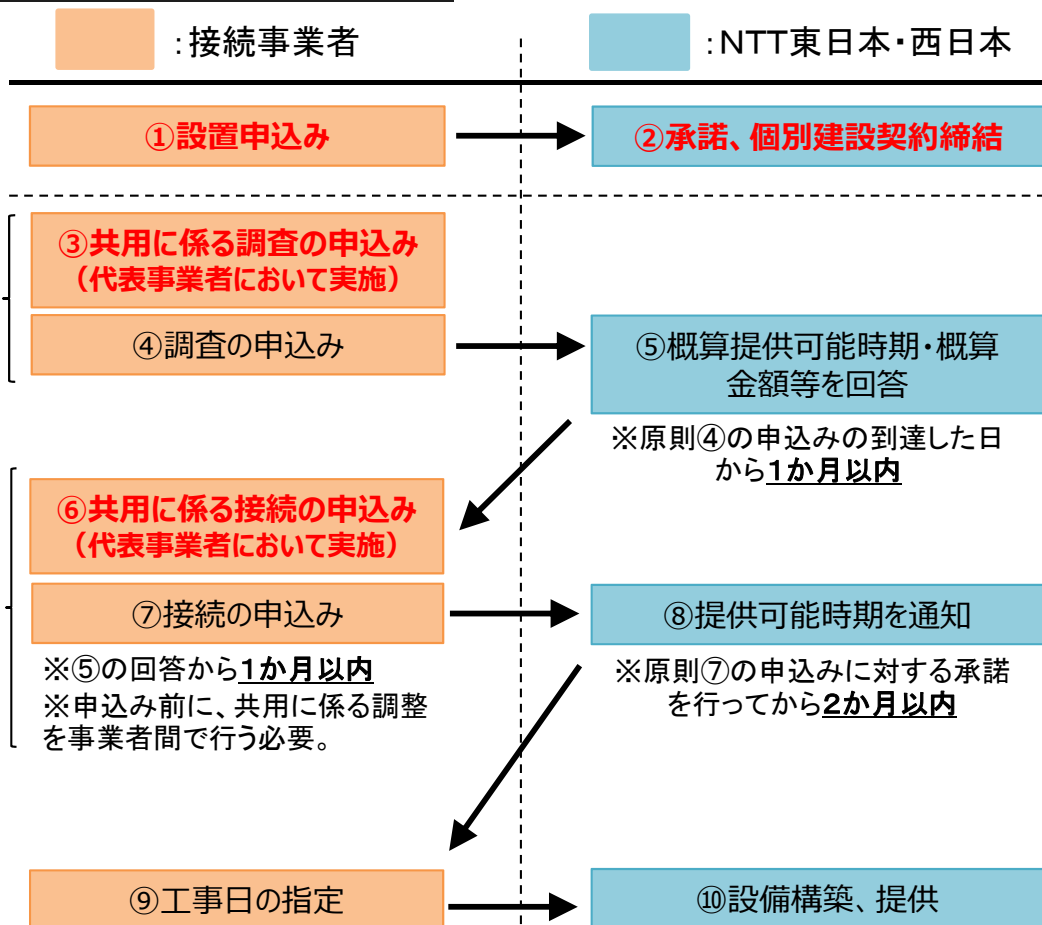 :接続事業者
:NTT東日本・西日本
①設置申込み
②承諾、個別建設契約締結
③共用に係る調査の申込み
(代表事業者において実施)
④調査の申込み
⑤概算提供可能時期・概算
金額等を回答
※原則④の申込みの到達した日
から1か月以内
⑥共用に係る接続の申込み
(代表事業者において実施)
⑦接続の申込み
⑧提供可能時期を通知
※⑤の回答から1か月以内
※申込み前に、共用に係る調整
を事業者間で行う必要。
※原則⑦の申込みに対する承諾
を行ってから2か月以内
⑨工事日の指定
⑩設備構築、提供